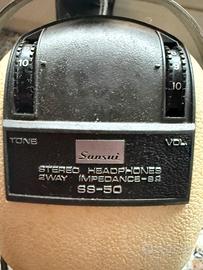 10 10
TONE VOL
Sansui
STEREO HEADPHONES
2WAY IMPEDANCE-8Ω
SS-50